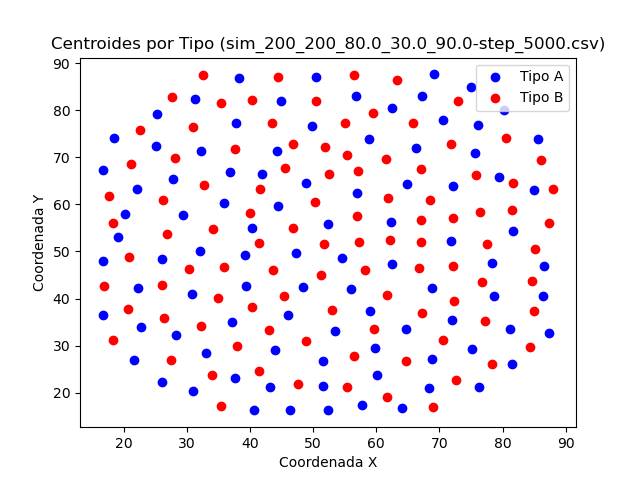 Centroides por Tipo (sim_200_200_80.0_30.0_90.0-step_5000.csv)
Tipo A
Tipo B
90
80
70
60
50
40
30
20
Coordenada Y
20 30 40 50 60 70 80 90
Coordenada X